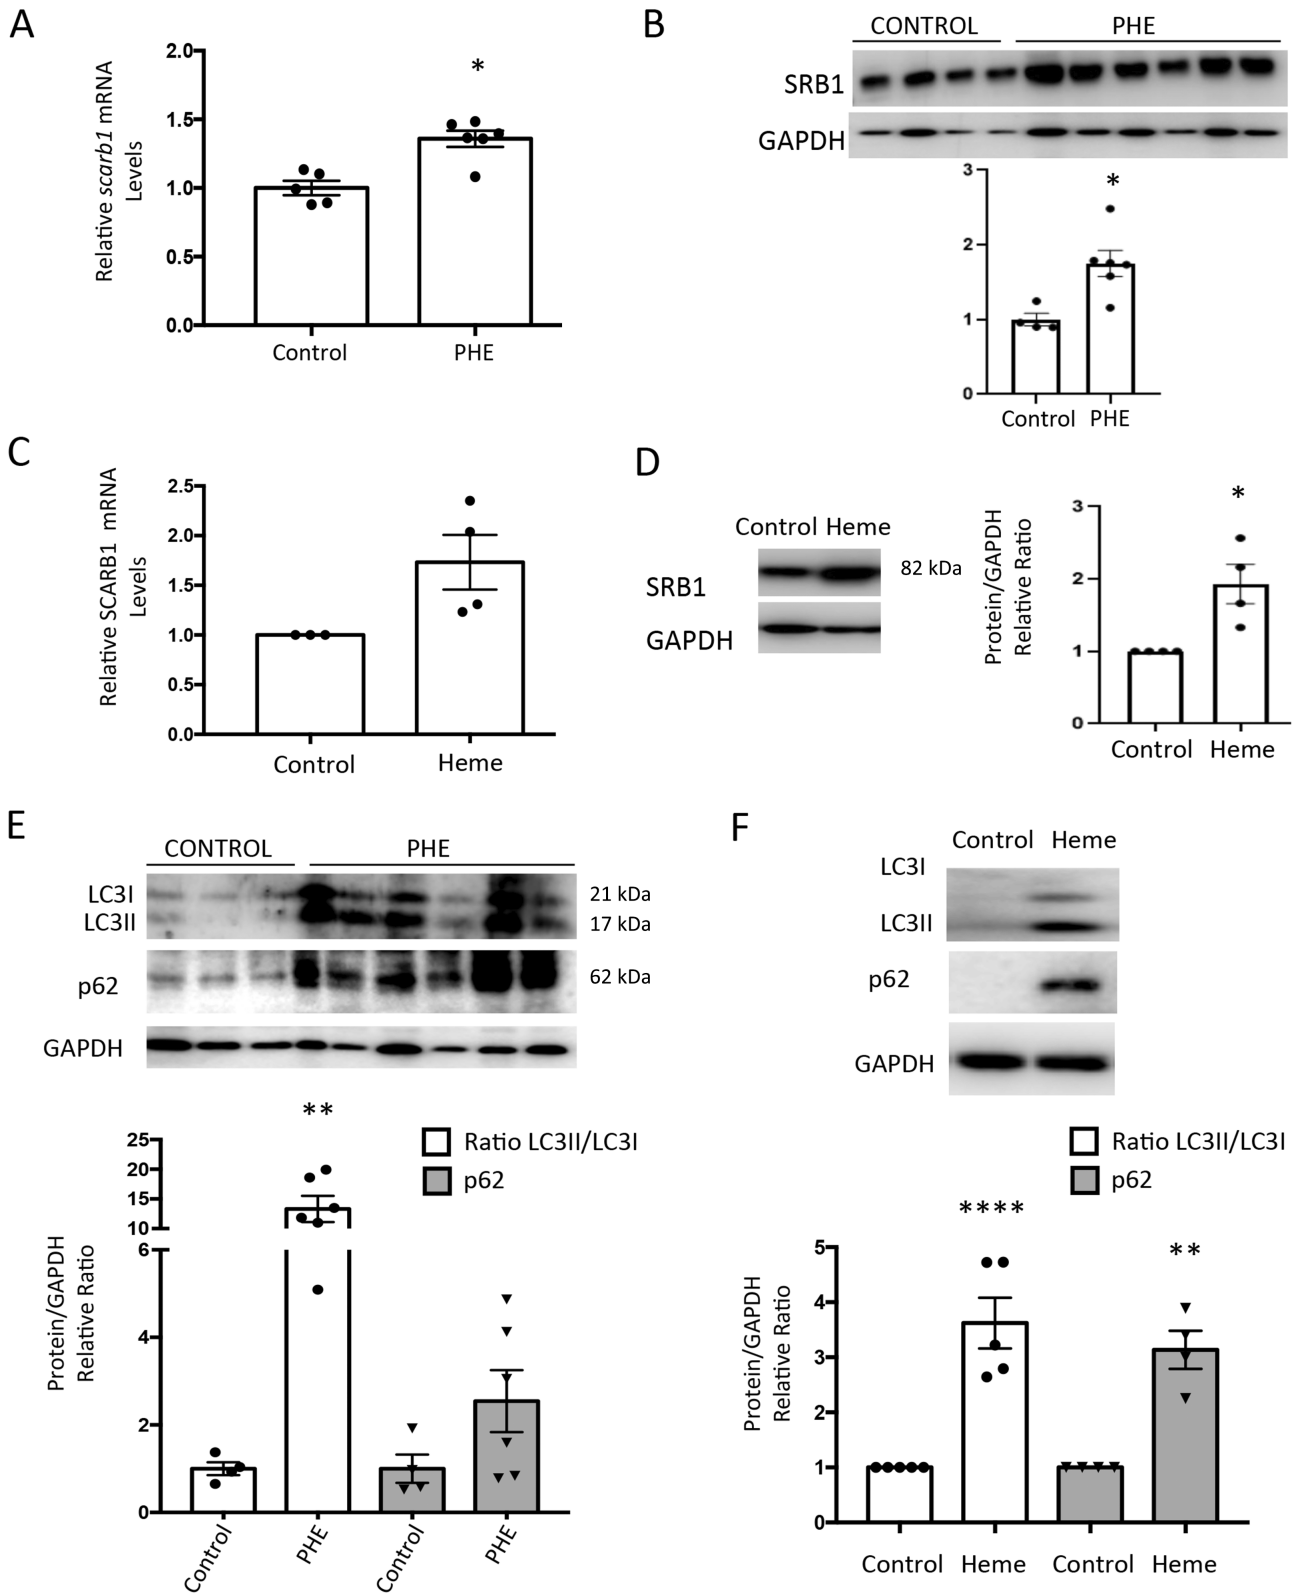 A
2.0
1.5
1.0
0.5
0.0
Relative scarb1 mRNA
Levels
*
Control
PHE
B
CONTROL
PHE
SRB1
GAPDH
3
2
1
0
*
Control
PHE
C
2.5
2.0
1.5
1.0
0.5
0.0
Relative SCARB1 mRNA
Levels
Control
Heme
D
Control Heme
SRB1
82 kDa
GAPDH
Protein/GAPDH
Relative Ratio
3
2
1
0
*
Control
Heme
E
CONTROL
PHE
LC3I
21 kDa
LC3II
17 kDa
p62
62 kDa
GAPDH
**
Ratio LC3II/LC3I
p62
25
20
15
10
6
4
2
0
Protein/GAPDH
Relative Ratio
Control
PHE
Control
PHE
F
Control Heme
LC3I
LC3II
p62
GAPDH
Ratio LC3II/LC3I
p62
****
**
5
4
3
2
1
0
Protein/GAPDH
Relative Ratio
Control
Heme
Control
Heme